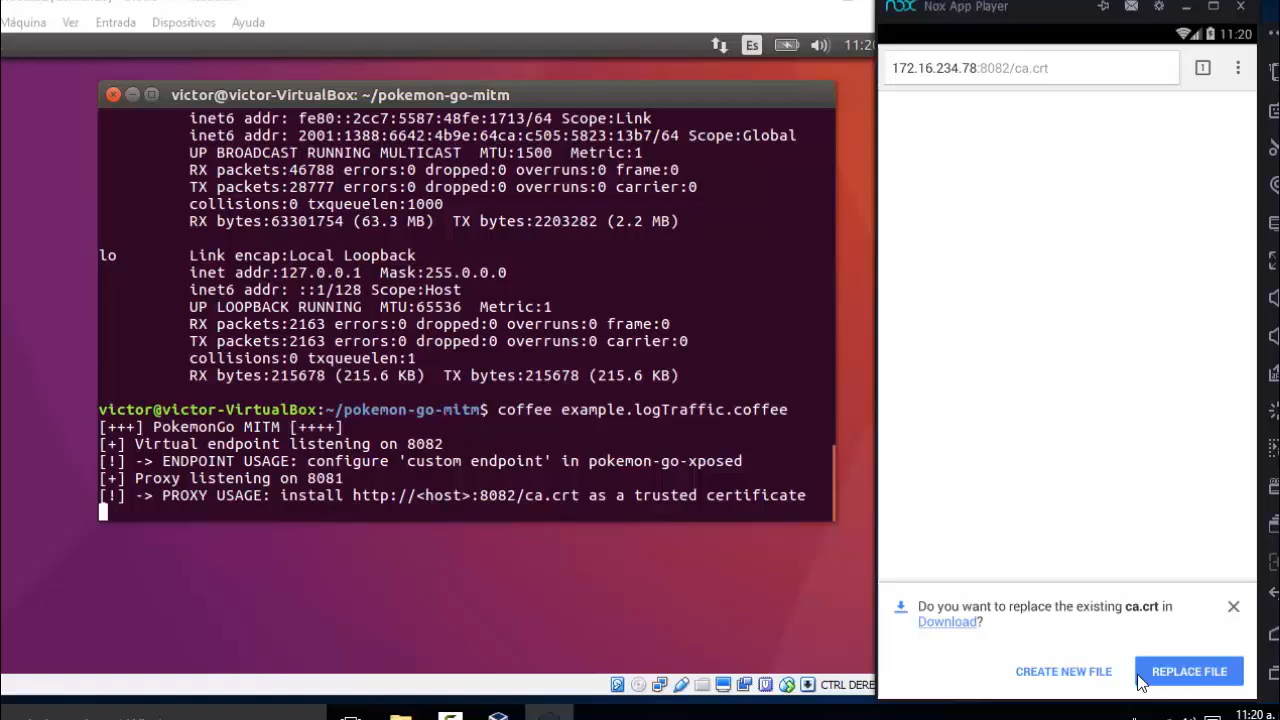 Máquina Ver Entrada Dispositivos Ayuda
Es 11:20
victor@victor-VirtualBox: ~/pokemon-go-mitm
inet6 addr: fe80::2cc7:5587:48fe:1713/64 Scope:Link
inet6 addr: 2001:1388:6642:4b9e:64ca:c505:5823:13b7/64 Scope:Global
UP BROADCAST RUNNING MULTICAST  MTU:1500  Metric:1
RX packets:46788 errors:0 dropped:0 overruns:0 frame:0
TX packets:28777 errors:0 dropped:0 overruns:0 carrier:0
collisions:0 txqueuelen:1000
RX bytes:63301754 (63.3 MB)  TX bytes:2203282 (2.2 MB)
lo Link encap:Local Loopback
inet addr:127.0.0.1  Mask:255.0.0.0
inet6 addr: ::1/128 Scope:Host
UP LOOPBACK RUNNING  MTU:65536  Metric:1
RX packets:2163 errors:0 dropped:0 overruns:0 frame:0
TX packets:2163 errors:0 dropped:0 overruns:0 carrier:0
collisions:0 txqueuelen:1
RX bytes:215678 (215.6 KB)  TX bytes:215678 (215.6 KB)
victor@victor-VirtualBox:~/pokemon-go-mitm$ coffee example.logTraffic.coffee
[+++] PokemonGo MITM [++++]
[+] Virtual endpoint listening on 8082
[!] -> ENDPOINT USAGE: configure 'custom endpoint' in pokemon-go-xposed
[+] Proxy listening on 8081
[!] -> PROXY USAGE: install http://<host>:8082/ca.crt as a trusted certificate
CTRL DERE
nox Nox App Player
11:20
172.16.234.78:8082/ca.crt 1
Do you want to replace the existing ca.crt in
Download?
CREATE NEW FILE REPLACE FILE
11:20 a.